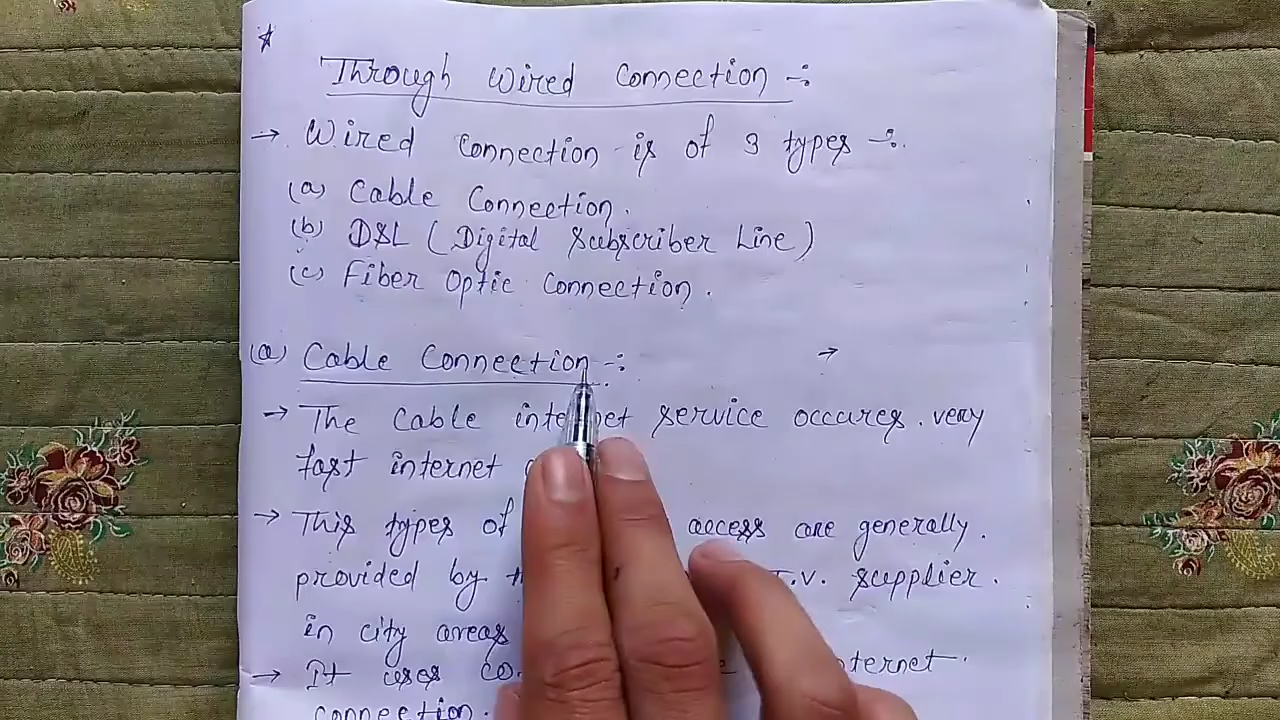 Through Wired Connection :-
→ Wired Connection is of 3 types :-
(a) Cable Connection.
(b) DSL (Digital Subscriber Line)
(c) Fiber Optic Connection.
(a) Cable Connection :- →
→ The Cable internet service occures. very
fast internet
→ This types of access are generally.
provided by T.V. supplier.
in city areas
→ It uses
connection.